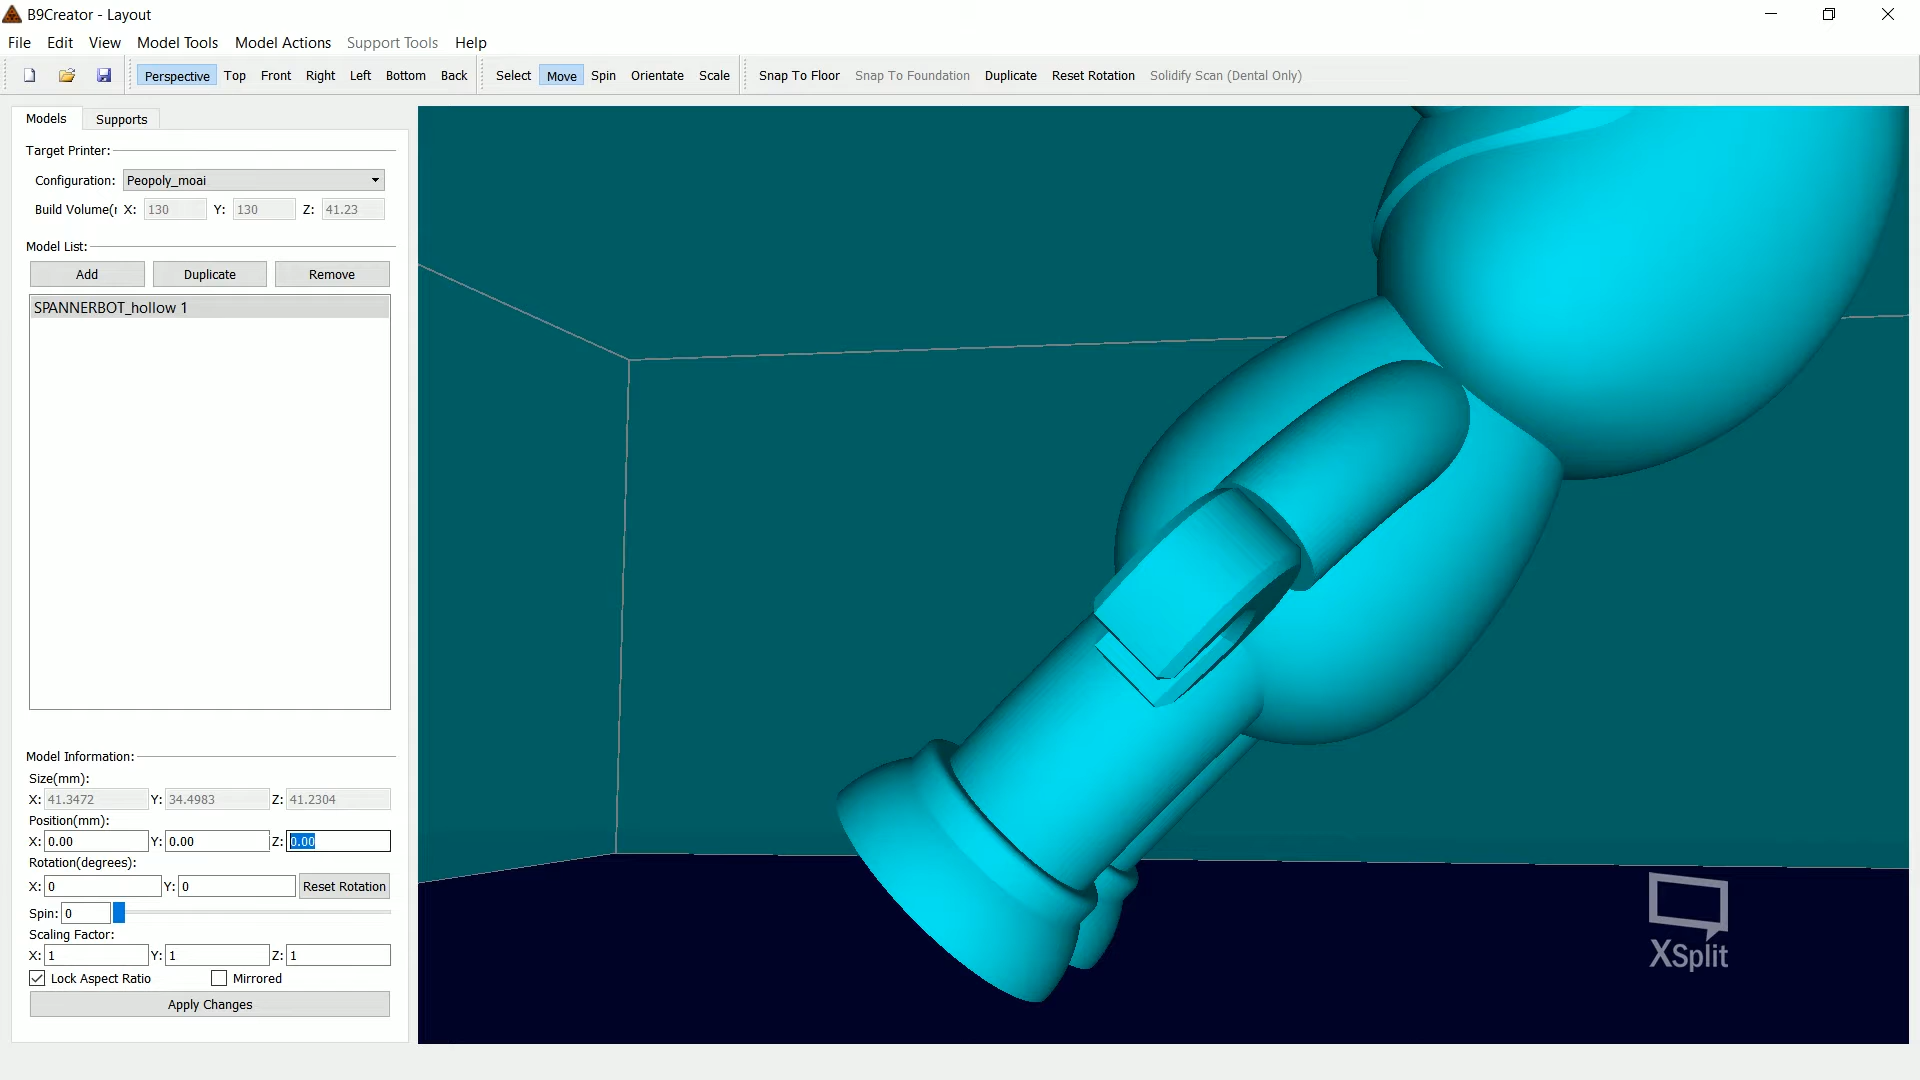 B9Creator - Layout
File Edit View Model Tools Model Actions Support Tools Help
Perspective Top Front Right Left Bottom Back Select Move Spin Orientate Scale Snap To Floor Snap To Foundation Duplicate Reset Rotation Solidify Scan (Dental Only)
Models Supports
Target Printer:
Configuration: Peopoly_moai
Build Volume(r X: 130 Y: 130 Z: 41.23
Model List:
Add Duplicate Remove
SPANNERBOT_hollow 1
Model Information:
Size(mm):
X: 41.3472 Y: 34.4983 Z: 41.2304
Position(mm):
X: 0.00 Y: 0.00 Z: 0.00
Rotation(degrees):
X: 0 Y: 0 Reset Rotation
Spin: 0
Scaling Factor:
X: 1 Y: 1 Z: 1
Lock Aspect Ratio Mirrored
Apply Changes
XSplit